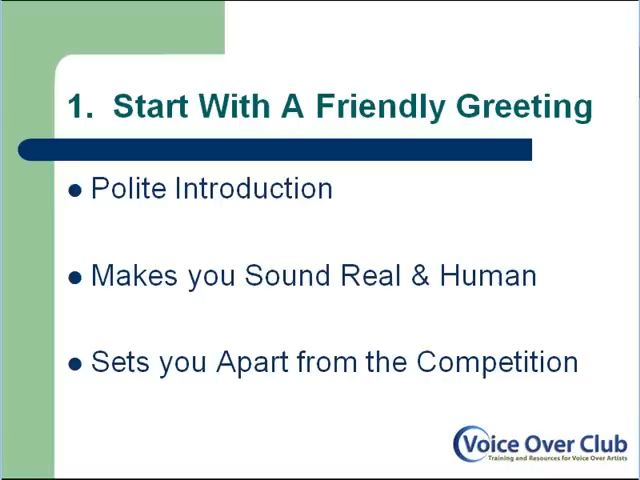 1. Start With A Friendly Greeting
Polite Introduction
Makes you Sound Real & Human
Sets you Apart from the Competition
Voice Over Club
Training and Resources for Voice Over Artists